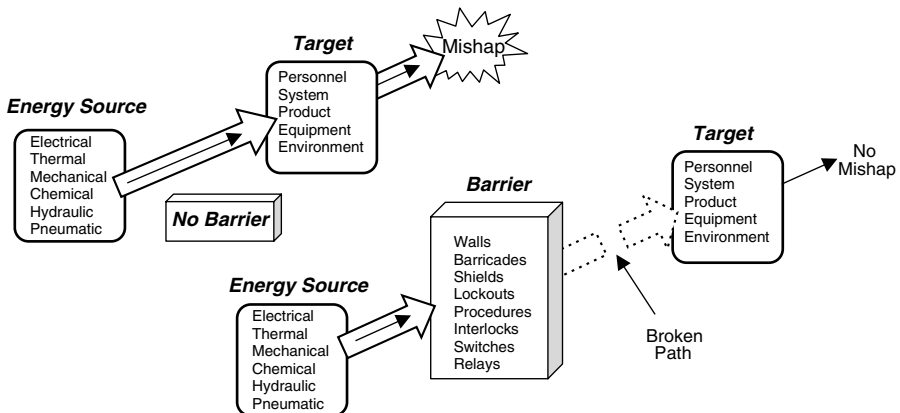 Energy Source
Electrical
Thermal
Mechanical
Chemical
Hydraulic
Pneumatic
No Barrier
Target
Personnel
System
Product
Equipment
Environment
Mishap
Energy Source
Electrical
Thermal
Mechanical
Chemical
Hydraulic
Pneumatic
Barrier
Walls
Barricades
Shields
Lockouts
Procedures
Interlocks
Switches
Relays
Broken
Path
Target
Personnel
System
Product
Equipment
Environment
No
Mishap